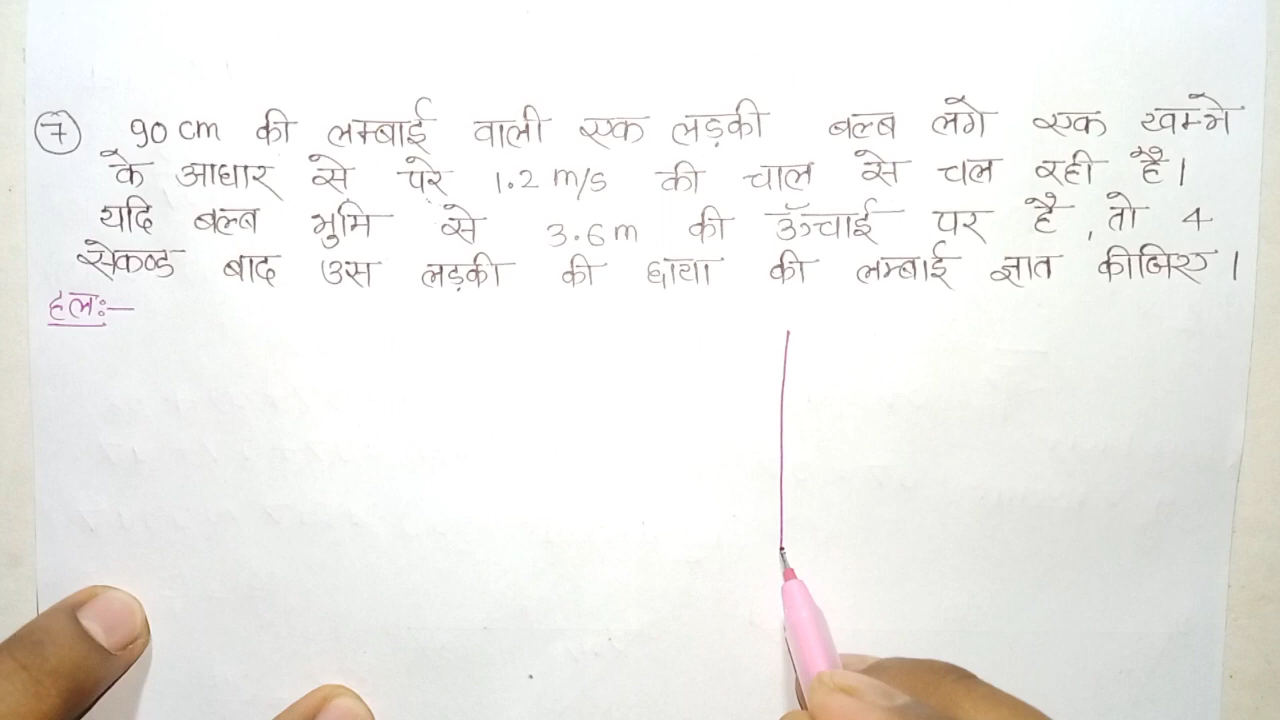 7 90 cm की लम्बाई वाली एक लड़की बल्ब लगे एक खम्भे
के आधार से परे 1.2 m/s की चाल से चल रही है।
यदि बल्ब भुमि से 3.6m की ऊँचाई पर है, तो 4
सेकण्ड बाद उस लड़की की छाया की लम्बाई ज्ञात कीजिए।
हलः-